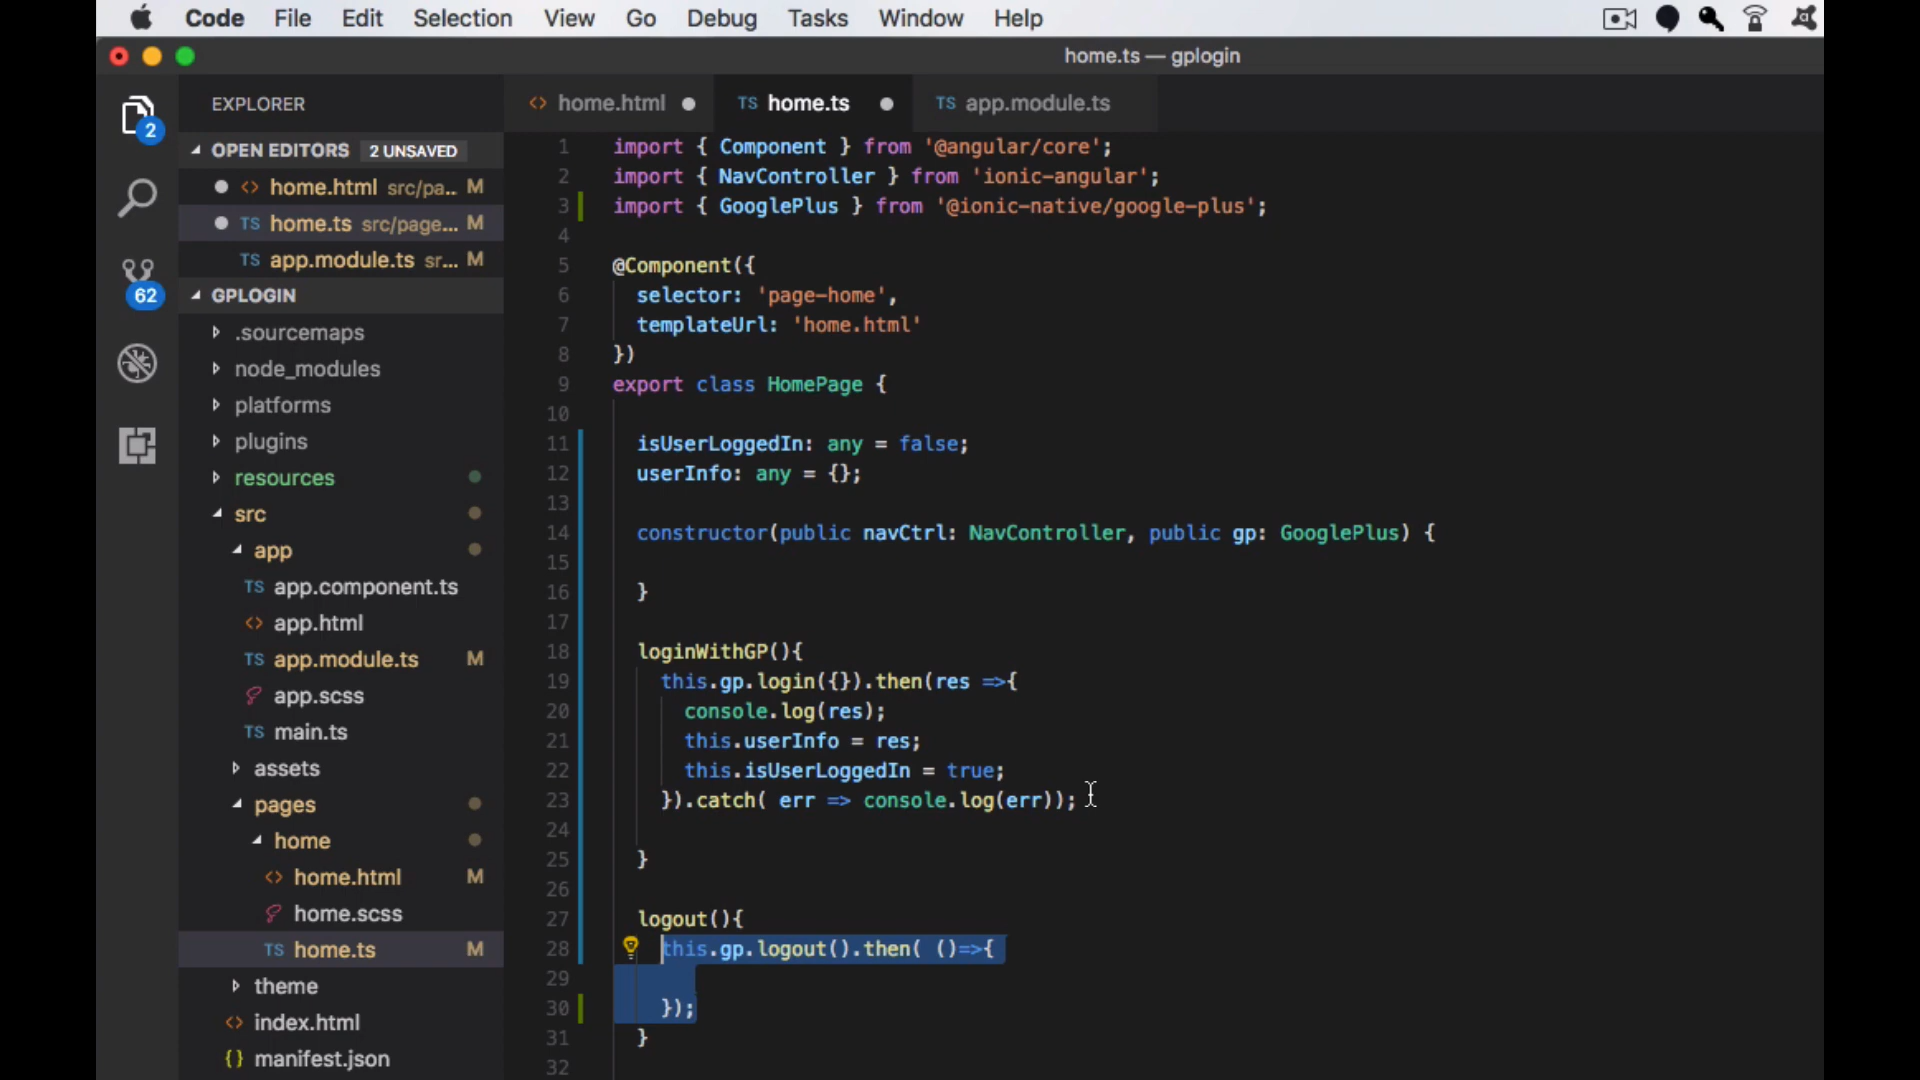 Code File Edit Selection View Go Debug Tasks Window Help
home.ts — gplogin
EXPLORER
OPEN EDITORS 2 UNSAVED
home.html src/pa... M
TS home.ts src/page... M
TS app.module.ts sr... M
GPLOGIN
.sourcemaps
node_modules
platforms
plugins
resources
src
app
TS app.component.ts
<> app.html
TS app.module.ts M
app.scss
TS main.ts
assets
pages
home
<> home.html M
home.scss
TS home.ts M
theme
<> index.html
{} manifest.json
2
62
<> home.html TS home.ts TS app.module.ts
1 import { Component } from '@angular/core';
2 import { NavController } from 'ionic-angular';
3 import { GooglePlus } from '@ionic-native/google-plus';
4
5 @Component({
6 selector: 'page-home',
7 templateUrl: 'home.html'
8 })
9 export class HomePage {
10
11 isUserLoggedIn: any = false;
12 userInfo: any = {};
13
14 constructor(public navCtrl: NavController, public gp: GooglePlus) {
15
16 }
17
18 loginWithGP(){
19 this.gp.login({}).then(res =>{
20 console.log(res);
21 this.userInfo = res;
22 this.isUserLoggedIn = true;
23 }).catch( err => console.log(err));
24
25 }
26
27 logout(){
28 this.gp.logout().then( ()=>{
29
30 });
31 }
32